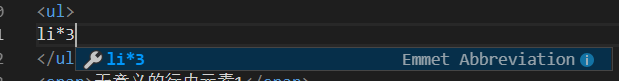 <ul>
li*3
li*3 Emmet Abbreviation
</ul
<span>无意义的行内元素1</span>